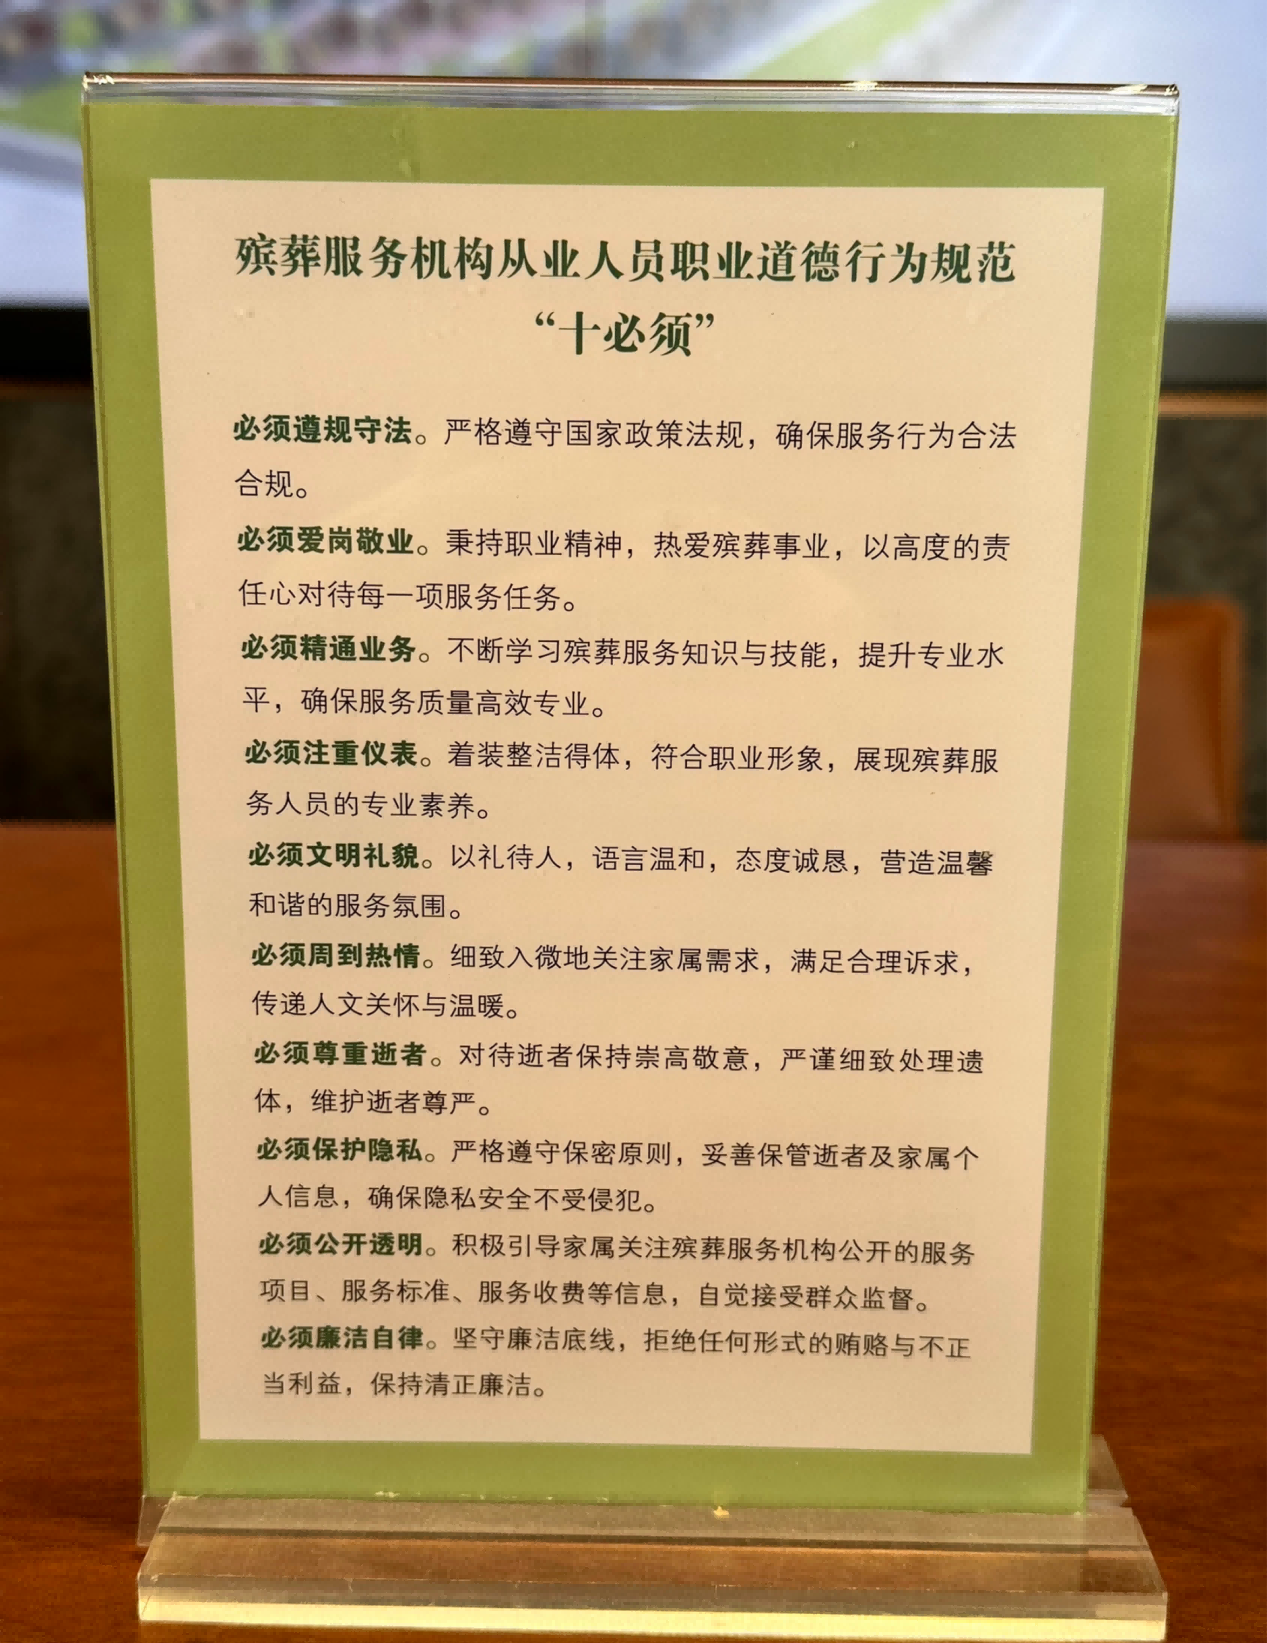 殡葬服务机构从业人员职业道德行为规范
“十必须”
必须遵规守法。严格遵守国家政策法规，确保服务行为合法
合规。
必须爱岗敬业。秉持职业精神，热爱殡葬事业，以高度的责
任心对待每一项服务任务。
必须精通业务。不断学习殡葬服务知识与技能，提升专业水
平，确保服务质量高效专业。
必须注重仪表。着装整洁得体，符合职业形象，展现殡葬服
务人员的专业素养。
必须文明礼貌。以礼待人，语言温和，态度诚恳，营造温馨
和谐的服务氛围。
必须周到热情。细致入微地关注家属需求，满足合理诉求，
传递人文关怀与温暖。
必须尊重逝者。对待逝者保持崇高敬意，严谨细致处理遗
体，维护逝者尊严。
必须保护隐私。严格遵守保密原则，妥善保管逝者及家属个
人信息，确保隐私安全不受侵犯。
必须公开透明。积极引导家属关注殡葬服务机构公开的服务
项目、服务标准、服务收费等信息，自觉接受群众监督。
必须廉洁自律。坚守廉洁底线，拒绝任何形式的贿赂与不正
当利益，保持清正廉洁。